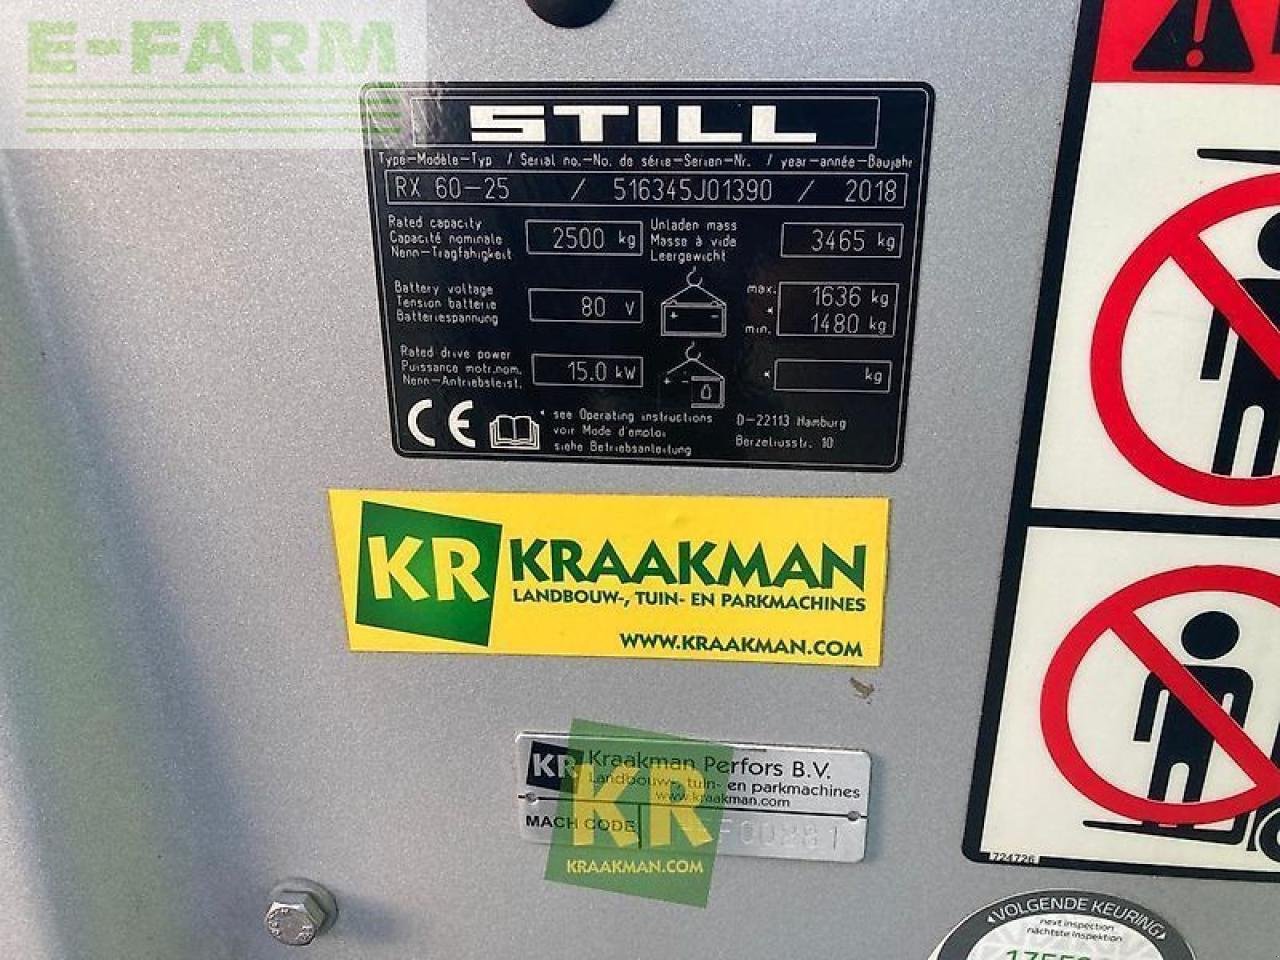 E-FARM
STILL
Type-Modèle-Typ / Serial no.-No. de série-Serien-Nr. / year-année-Baujahr
RX 60-25 / 516345J01390 / 2018
Rated capacity
Capacité nominale
Nenn-Tragfähigkeit
2500 kg
Unladen mass
Masse à vide
Leergewicht
3465 kg
Battery voltage
Tension batterie
Batteriespannung
80 V
max.
*
min.
1636 kg
1480 kg
Rated drive power
Puissance motr.nom.
Nenn-Antriebsleist.
15.0 kW
* kg
CE
* see Operating instructions
voir Mode d'emploi
siehe Betriebsanleitung
D-22113 Hamburg
Berzeliusstr. 10
KR KRAAKMAN
LANDBOUW-, TUIN- EN PARKMACHINES
WWW.KRAAKMAN.COM
KR Kraakman Perfors B.V.
Landbouw-, tuin- en parkmachines
www.kraakman.com
MACH CODE
KR
KRAAKMAN.COM
724726
VOLGENDE KEURING
next inspection
nächste Inspektion